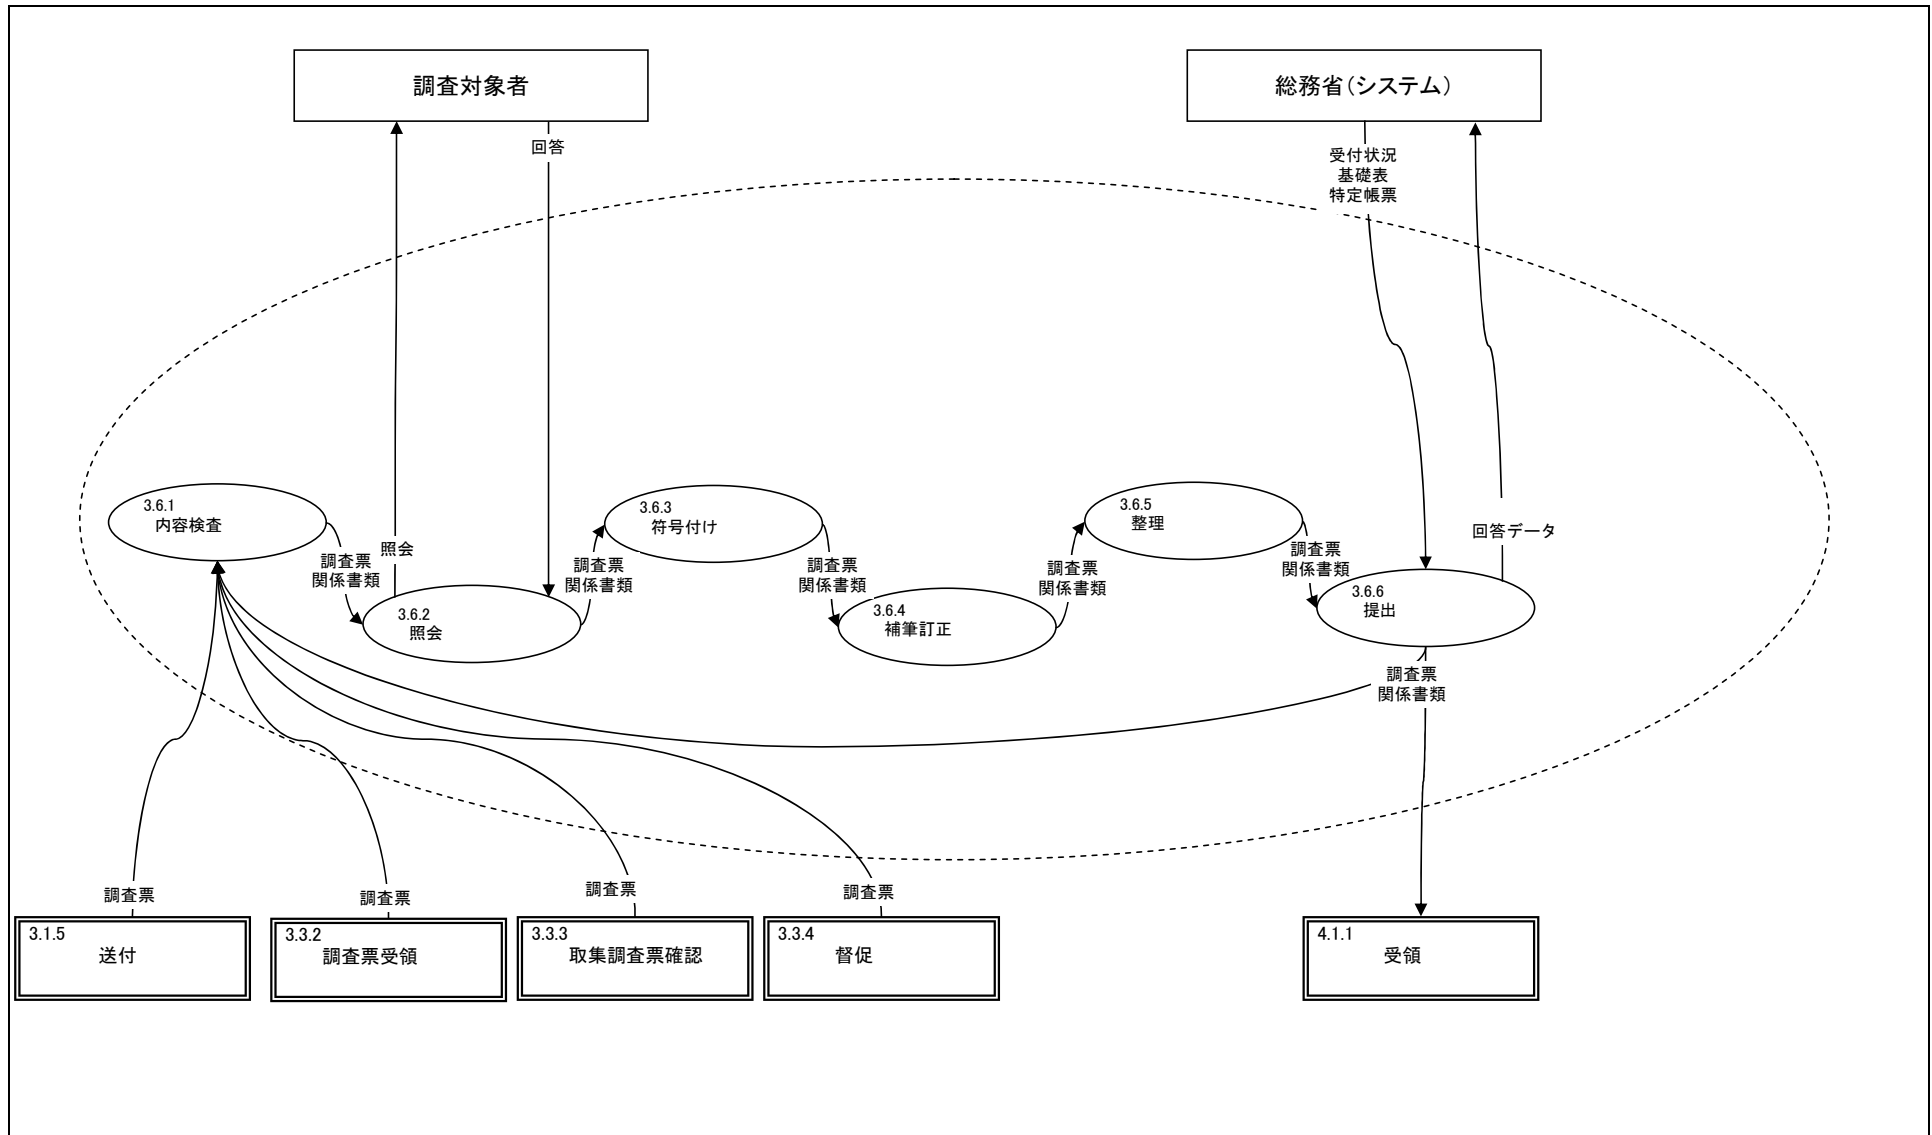 調査対象者
総務省(システム)
回答
受付状況
基礎表
特定帳票
3.6.1
内容検査
調査票
関係書類
照会
3.6.2
照会
調査票
関係書類
3.6.3
符号付け
調査票
関係書類
3.6.4
補筆訂正
調査票
関係書類
3.6.5
整理
調査票
関係書類
回答データ
3.6.6
提出
調査票
関係書類
調査票
調査票
調査票
調査票
3.1.5
送付
3.3.2
調査票受領
3.3.3
取集調査票確認
3.3.4
督促
4.1.1
受領